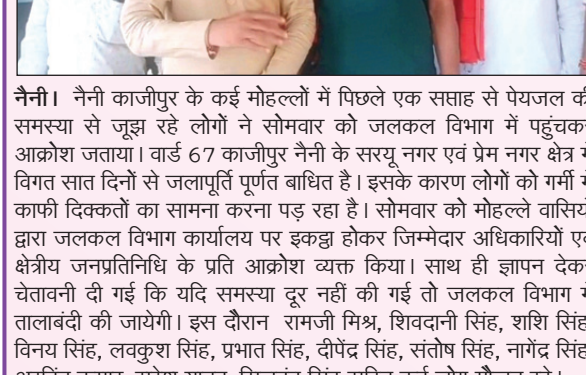 नैनी। नैनी काजीपुर के कई मोहल्लों में पिछले एक सप्ताह से पेयजल की
समस्या से जूझ रहे लोगों ने सोमवार को जलकल विभाग में पहुंचकर
आक्रोश जताया। वार्ड 67 काजीपुर नैनी के सरयू नगर एवं प्रेम नगर क्षेत्र में
विगत सात दिनों से जलापूर्ति पूर्णत बाधित है। इसके कारण लोगों को गर्मी में
काफी दिक्कतों का सामना करना पड़ रहा है। सोमवार को मोहल्ले वासियों
द्वारा जलकल विभाग कार्यालय पर इकट्ठा होकर जिम्मेदार अधिकारियों एवं
क्षेत्रीय जनप्रतिनिधि के प्रति आक्रोश व्यक्त किया। साथ ही ज्ञापन देकर
चेतावनी दी गई कि यदि समस्या दूर नहीं की गई तो जलकल विभाग में
तालाबंदी की जायेगी। इस दौरान रामजी मिश्र, शिवदानी सिंह, शशि सिंह,
विनय सिंह, लवकुश सिंह, प्रभात सिंह, दीपेंद्र सिंह, संतोष सिंह, नागेंद्र सिंह,